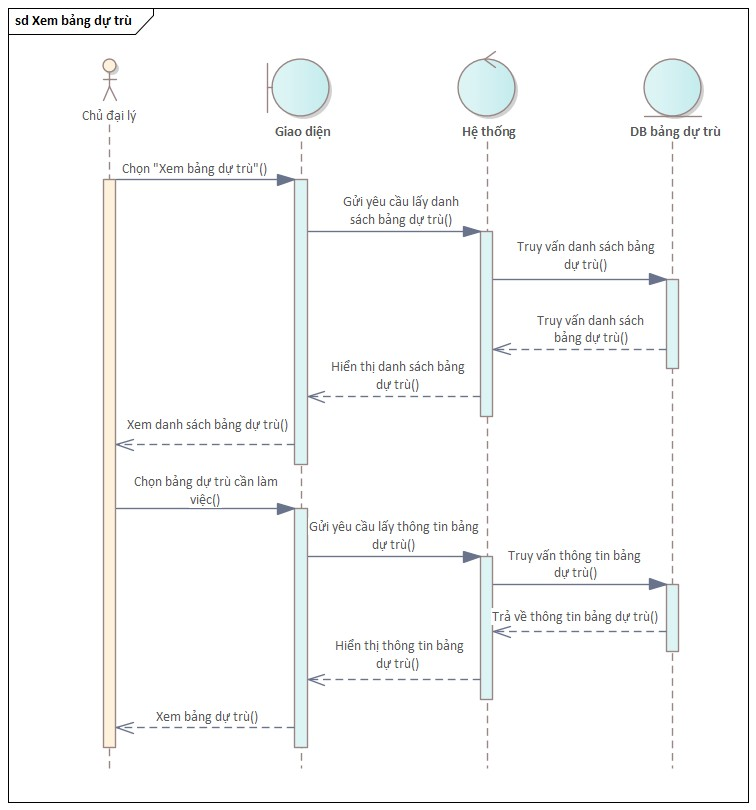 sd Xem bảng dự trù
Chủ đại lý
Giao diện
Hệ thống
DB bảng dự trù
Chọn "Xem bảng dự trù"()
Gửi yêu cầu lấy danh
sách bảng dự trù()
Truy vấn danh sách bảng
dự trù()
Truy vấn danh sách
bảng dự trù()
Hiển thị danh sách bảng
dự trù()
Xem danh sách bảng dự trù()
Chọn bảng dự trù cần làm
việc()
Gửi yêu cầu lấy thông tin bảng
dự trù()
Truy vấn thông tin bảng
dự trù()
Trả về thông tin bảng dự trù()
Hiển thị thông tin bảng
dự trù()
Xem bảng dự trù()